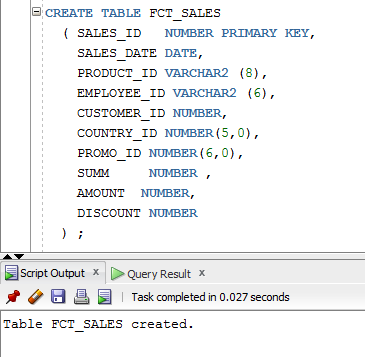 CREATE TABLE FCT_SALES
( SALES_ID NUMBER PRIMARY KEY,
SALES_DATE DATE,
PRODUCT_ID VARCHAR2 (8),
EMPLOYEE_ID VARCHAR2 (6),
CUSTOMER_ID NUMBER,
COUNTRY_ID NUMBER(5,0),
PROMO_ID NUMBER(6,0),
SUMM NUMBER ,
AMOUNT NUMBER,
DISCOUNT NUMBER
) ;
Script Output x Query Result x
Task completed in 0.027 seconds
Table FCT_SALES created.